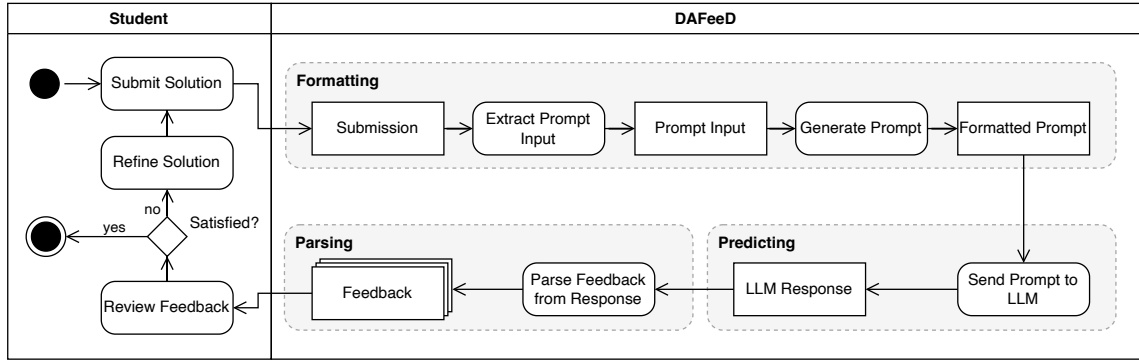 Student
DAFeeD
Submit Solution
Refine Solution
no
Satisfied?
yes
Review Feedback
Formatting
Submission
Extract Prompt
Input
Prompt Input
Generate Prompt
Formatted Prompt
Parsing
Feedback
Parse Feedback
from Response
Predicting
LLM Response
Send Prompt to
LLM